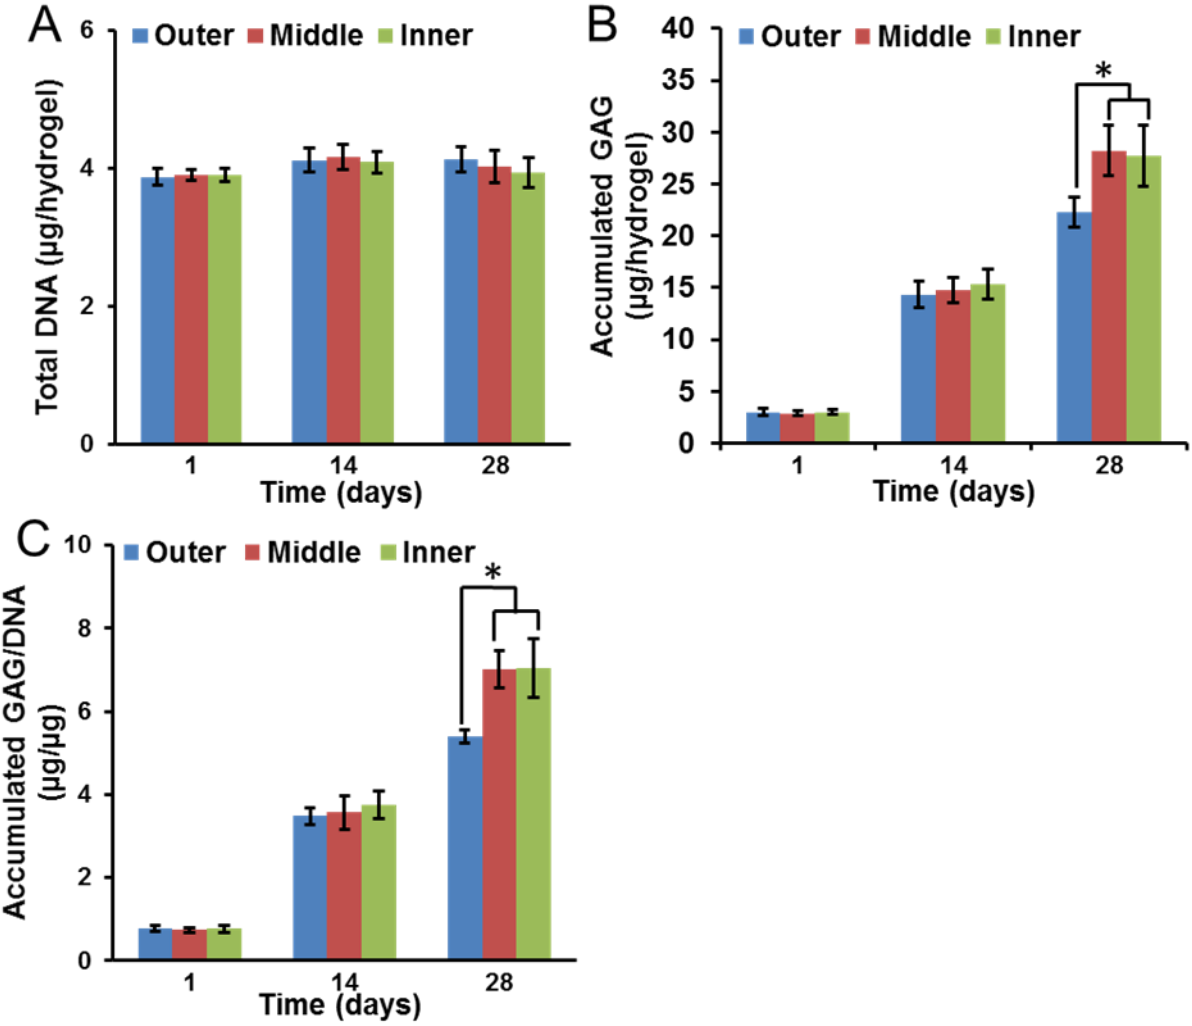 A
Outer Middle Inner
Total DNA (µg/hydrogel)
6
4
2
0
1 14 28
Time (days)
B
Outer Middle Inner
Accumulated GAG
(µg/hydrogel)
40
35
30
25
20
15
10
5
0
*
1 14 28
Time (days)
C
Outer Middle Inner
Accumulated GAG/DNA
(µg/µg)
10
8
6
4
2
0
*
1 14 28
Time (days)